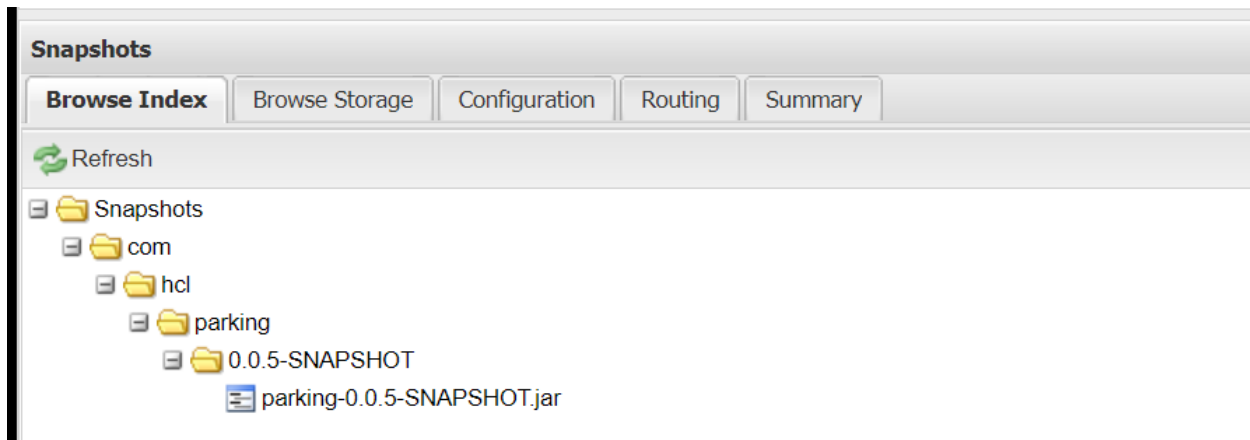 Snapshots
Browse Index Browse Storage Configuration Routing Summary
Refresh
Snapshots
com
hcl
parking
0.0.5-SNAPSHOT
parking-0.0.5-SNAPSHOT.jar